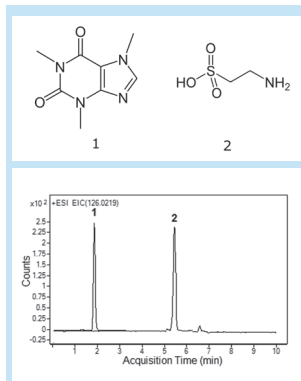 O
N
N
O
N
N
1
O
HO
S
O
NH2
2
x10 2 +ESI EIC(126.0219)
1
2
2.5
2.25
2
1.75
1.5
1.25
1
0.75
0.5
0.25
0
-0.25
Counts
1 2 3 4 5 6 7 8 9 10
Acquisition Time (min)